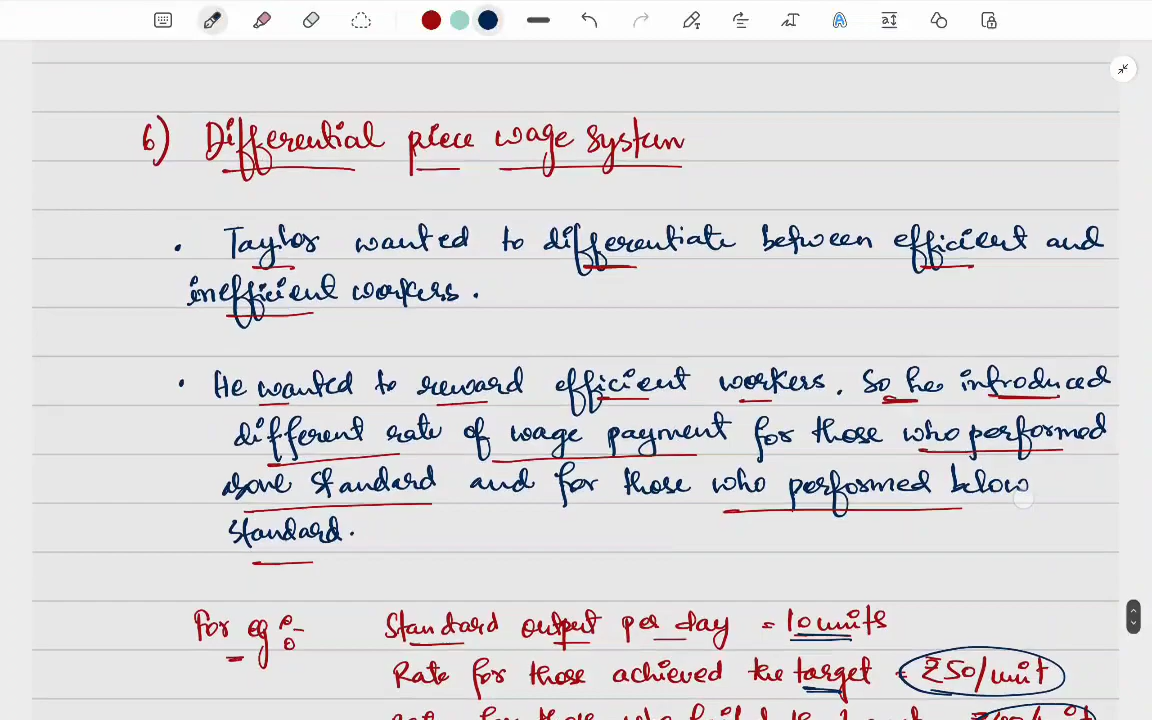 6) Differential piece wage system
• Taylor wanted to differentiate between efficient and
inefficient workers.
• He wanted to reward efficient workers. So he introduced
different rate of wage payment for those who performed
above standard and for those who performed below
standard.
For eg :- Standard output per day = 10 units
Rate for those achieved the target = ₹50/unit